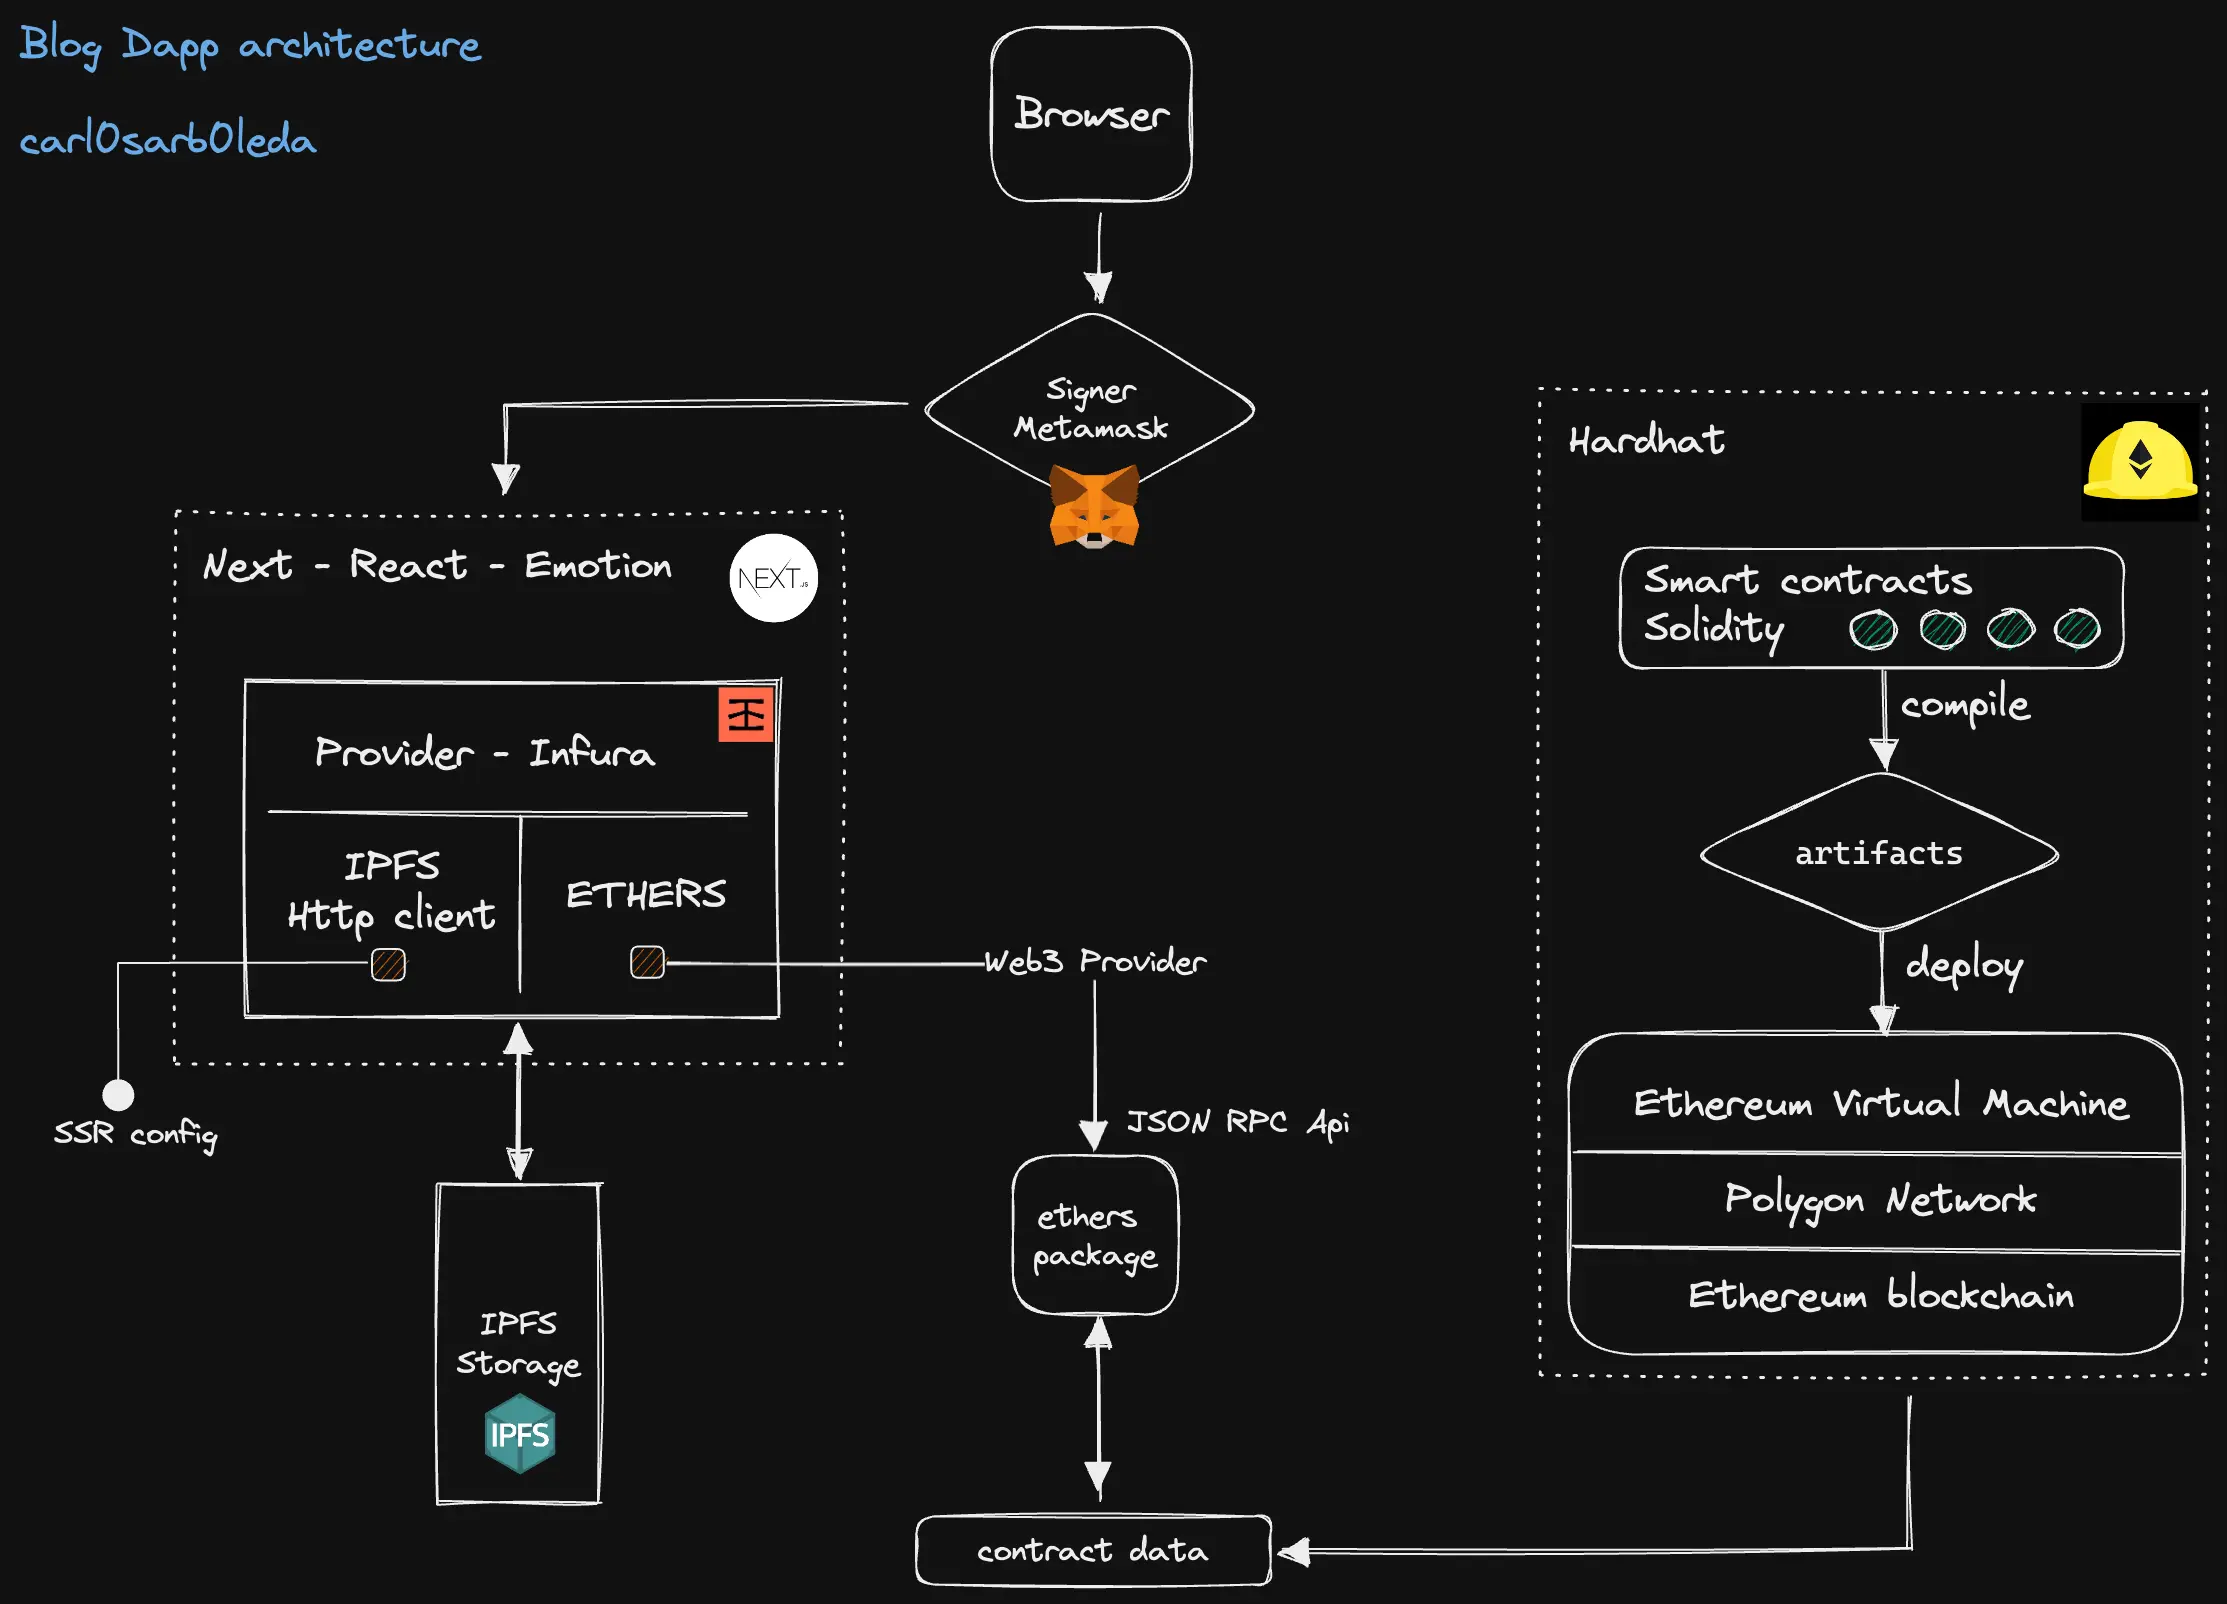 Blog Dapp architecture
carl0sarb0leda
Browser
Signer
Metamask
Next - React - Emotion
NEXT.JS
Provider - Infura
IPFS
Http client
ETHERS
SSR config
IPFS
Storage
IPFS
Web3 Provider
JSON RPC Api
ethers
package
contract data
Hardhat
Smart contracts
Solidity
compile
artifacts
deploy
Ethereum Virtual Machine
Polygon Network
Ethereum blockchain